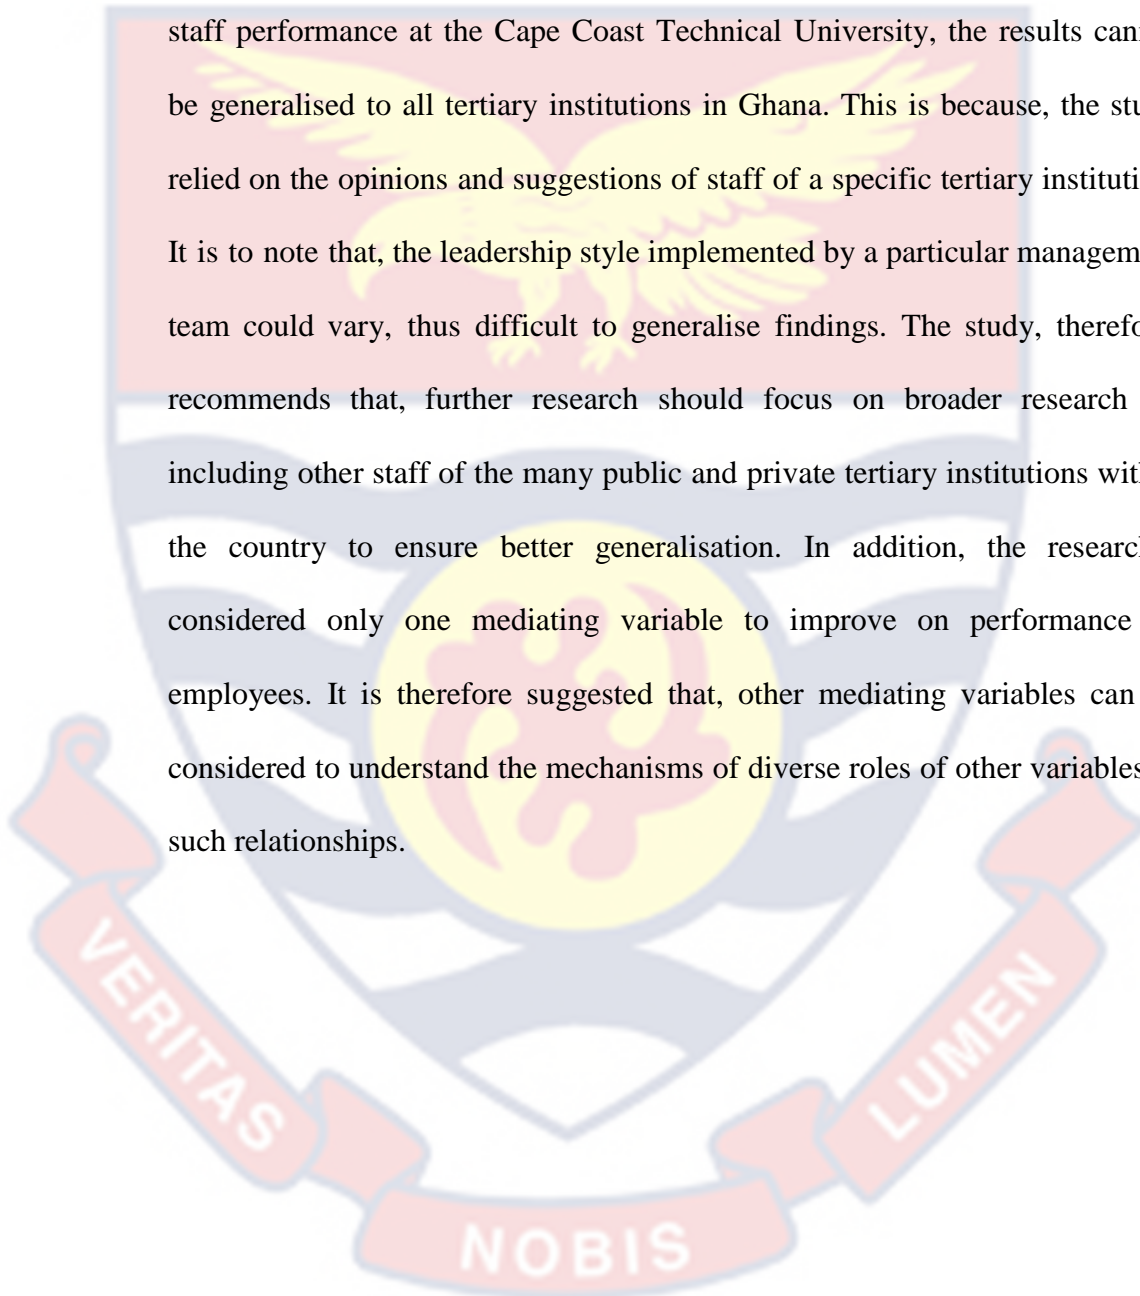 staff performance at the Cape Coast Technical University, the results can
be generalised to all tertiary institutions in Ghana. This is because, the stu
relied on the opinions and suggestions of staff of a specific tertiary instituti
It is to note that, the leadership style implemented by a particular managem
team could vary, thus difficult to generalise findings. The study, therefo
recommends that, further research should focus on broader research
including other staff of the many public and private tertiary institutions with
the country to ensure better generalisation. In addition, the research
considered only one mediating variable to improve on performance
employees. It is therefore suggested that, other mediating variables can
considered to understand the mechanisms of diverse roles of other variables
such relationships.
VERITAS
NOBIS
LUMEN